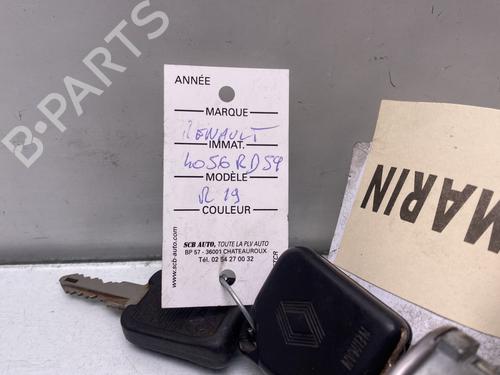 ANNÉE
MARQUE
RENAULT
IMMAT.
4056 RD 59
MODÈLE
R 19
COULEUR
SCB AUTO, TOUTE LA PLV AUTO
BP 57 - 36001 CHATEAUROUX
Tél. 02 54 27 00 32
www.scb-auto.com
MARIN
NEIMAN
B-PARTS